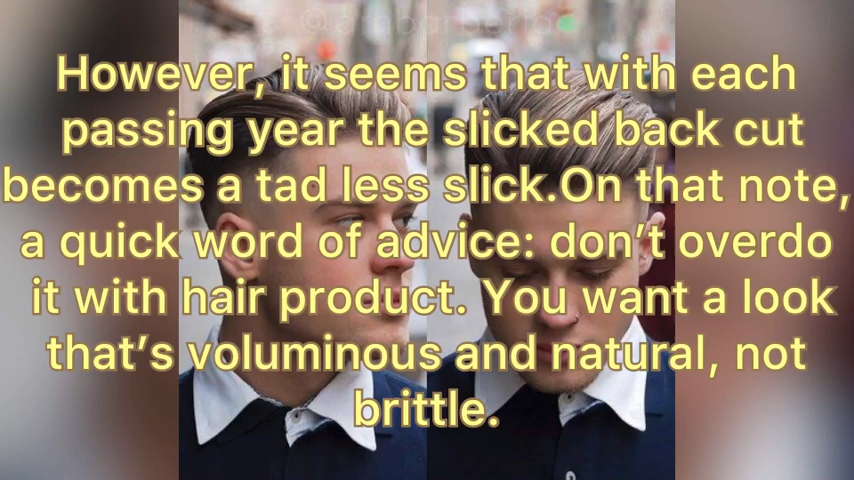 However, it seems that with each
passing year the slicked back cut
becomes a tad less slick.On that note,
a quick word of advice: don’t overdo
it with hair product. You want a look
that’s voluminous and natural, not
brittle.